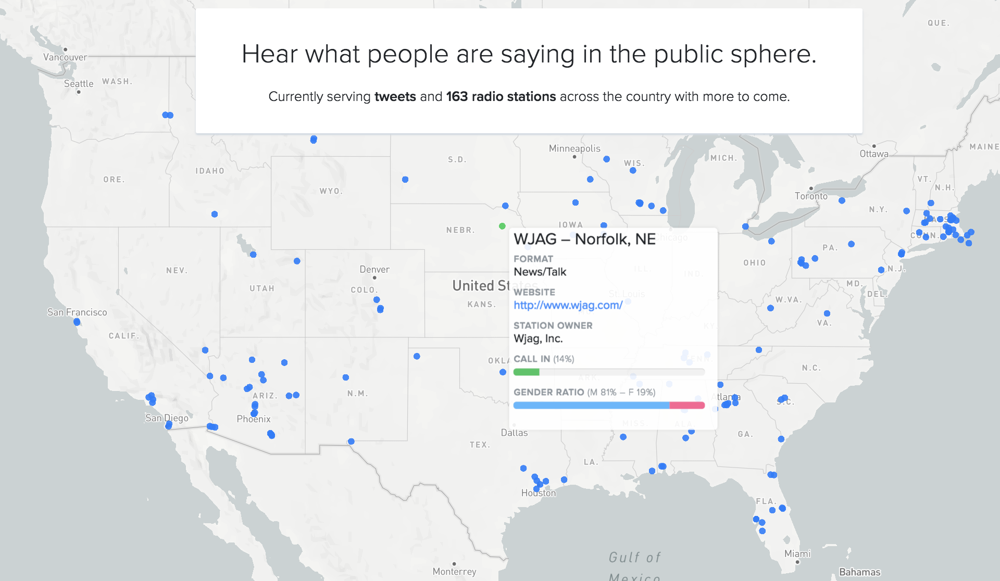 Hear what people are saying in the public sphere.
Currently serving tweets and 163 radio stations across the country with more to come.
QUE.
Vancouver
Seattle
WASH.
MAINE
Ottawa
Minneapolis
S.D.
WIS.
MICH.
IDAHO
ORE.
VT.
N.H.
WYO.
Toronto
N.Y.
MASS.
IOWA
NEBR.
CONN.
Chicago
WJAG – Norfolk, NE
FORMAT
News/Talk
WEBSITE
http://www.wjag.com/
STATION OWNER
Wjag, Inc.
CALL IN (14%)
GENDER RATIO (M 81% – F 19%)
PA.
OHIO
ILL.
IND.
N.J.
NEV.
Denver
UTAH
COLO.
United States
KANS.
St. Louis
MD.
DEL.
W.VA.
VA.
KY.
San Francisco
CALIF.
OKLA.
TENN.
ARK.
N.C.
ARIZ.
N.M.
Atlanta
S.C.
San Diego
Phoenix
MISS.
ALA.
Dallas
GA.
TEX.
LA.
Houston
FLA.
Miami
Gulf of
Mexico
Monterrey
Bahamas